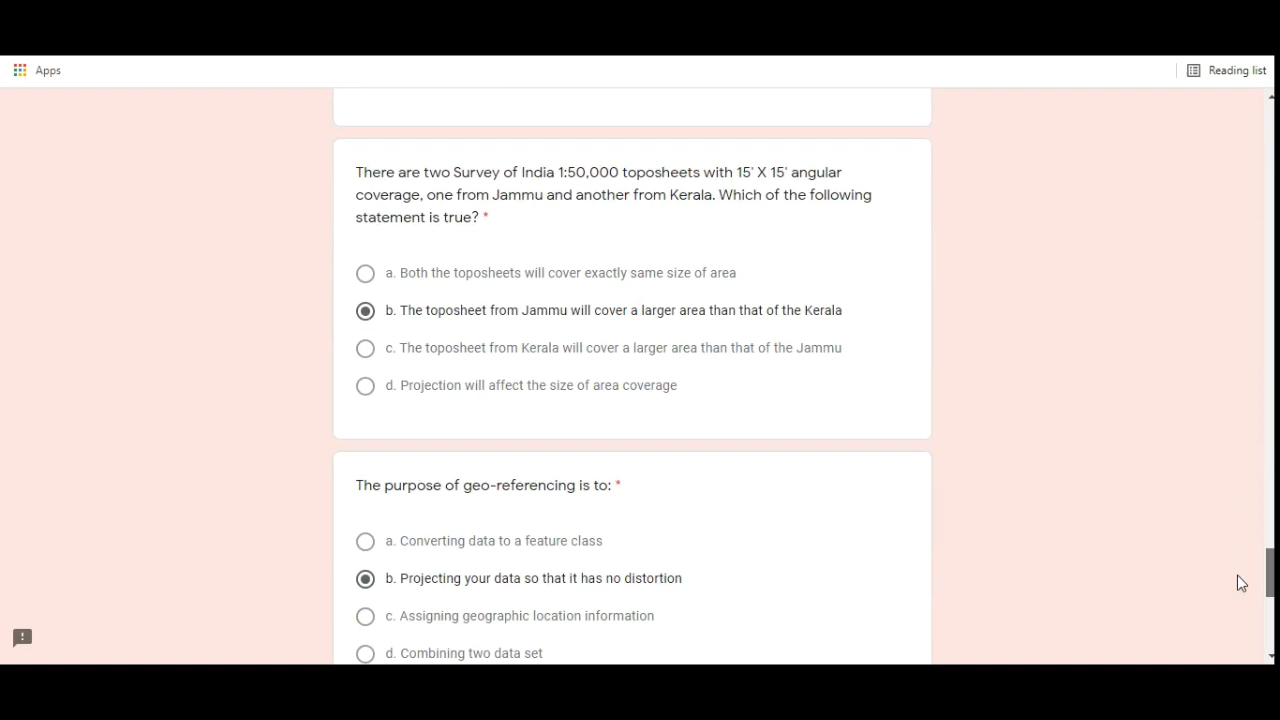 Apps
Reading list
There are two Survey of India 1:50,000 toposheets with 15' X 15' angular
coverage, one from Jammu and another from Kerala. Which of the following
statement is true? *
a. Both the toposheets will cover exactly same size of area
b. The toposheet from Jammu will cover a larger area than that of the Kerala
c. The toposheet from Kerala will cover a larger area than that of the Jammu
d. Projection will affect the size of area coverage
The purpose of geo-referencing is to: *
a. Converting data to a feature class
b. Projecting your data so that it has no distortion
c. Assigning geographic location information
d. Combining two data set